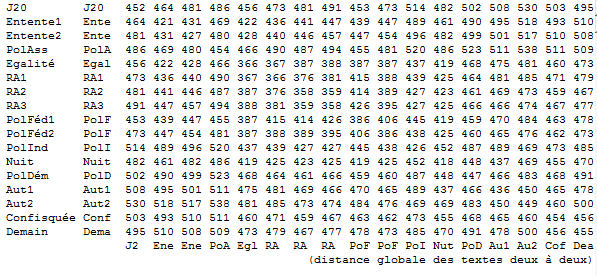 J20 J20 452 464 481 486 456 473 481 491 453 473 514 482 502 508 530 503 495
Entente1 Ente 464 421 431 469 422 436 441 457 439 447 489 461 490 495 518 493 510
Entente2 Ente 481 431 427 480 428 440 446 457 447 454 496 482 499 501 517 510 508
PolAss PolA 486 469 480 454 466 490 487 494 455 481 520 486 523 511 538 511 509
Egalité Egal 456 422 428 466 366 367 387 388 387 387 437 419 468 475 481 460 473
RA1 RA1 473 436 440 490 367 366 376 381 415 388 439 425 464 481 485 471 479
RA2 RA2 481 441 446 487 387 376 358 359 414 389 427 423 461 469 473 459 467
RA3 RA3 491 447 457 494 388 381 359 358 426 395 427 425 466 466 474 467 477
PolFéd1 PolF 453 439 447 455 387 415 414 426 386 406 445 419 459 470 484 463 478
PolFéd2 PolF 473 447 454 481 387 388 389 395 406 386 438 425 460 465 476 462 473
PolInd PolI 514 489 496 520 437 439 427 427 445 438 426 452 487 489 469 473 485
Nuit Nuit 482 461 482 486 419 425 423 425 419 425 452 418 448 437 469 455 470
PolDém PolD 502 490 499 523 468 464 461 466 459 460 487 448 447 466 483 468 491
Aut1 Aut1 508 495 501 511 475 481 469 466 470 465 489 437 466 436 450 465 478
Aut2 Aut2 530 518 517 538 481 485 473 474 484 476 469 469 483 450 449 460 500
Confisquée Conf 503 493 510 511 460 471 459 467 463 462 473 455 468 465 460 454 456
Demain Dema 495 510 508 509 473 479 467 477 478 473 485 470 491 478 500 456 455
J2 Ene Ene PoA Egl RA RA RA PoF PoF PoI Nut PoD Au1 Au2 Cof Dea
(distance globale des textes deux à deux)